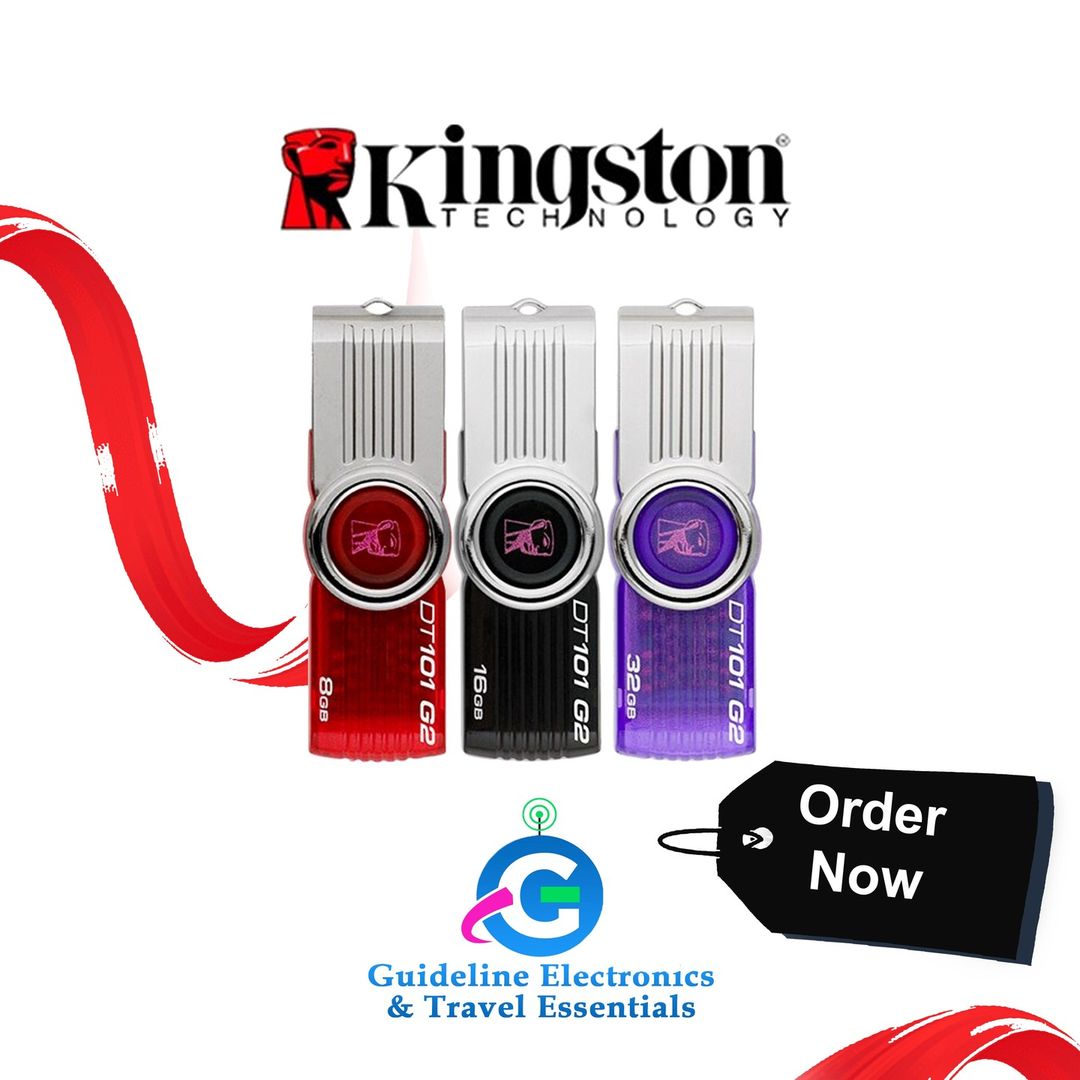 Kingston®
TECHNOLOGY
DT101 G2
8GB
DT101 G2
16GB
DT101 G2
32GB
Order
Now
G
Guideline Electronics
& Travel Essentials